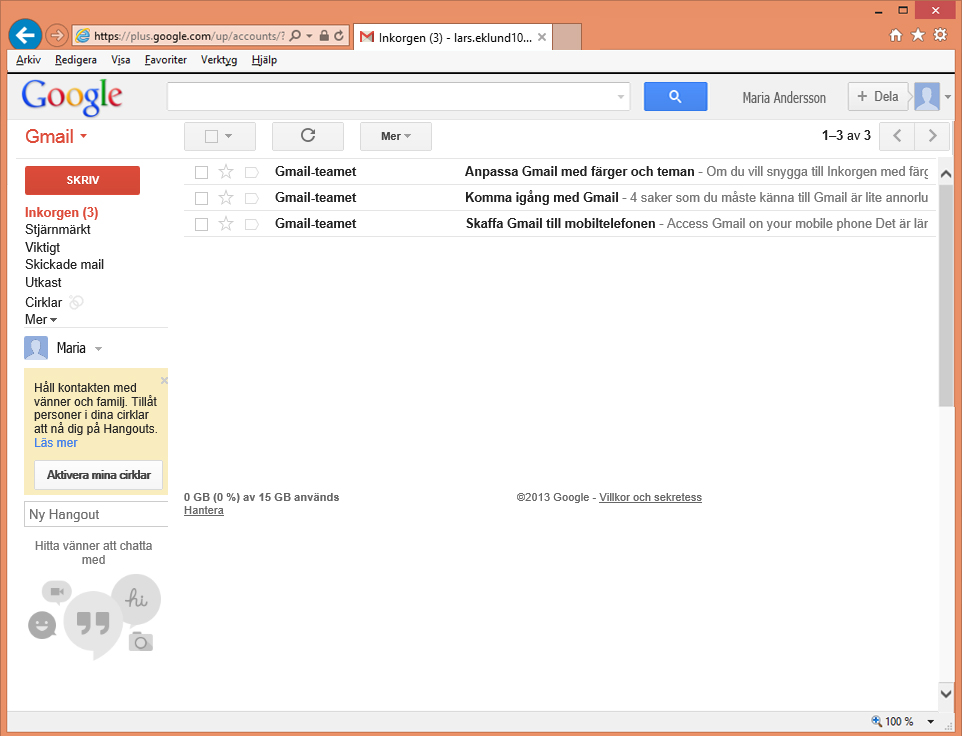 https://plus.google.com/up/accounts/?
Inkorgen (3) - lars.eklund10...
Arkiv Redigera Visa Favoriter Verktyg Hjälp
Google Maria Andersson + Dela
Gmail Mer 1–3 av 3
SKRIV
Inkorgen (3)
Stjärnmärkt
Viktigt
Skickade mail
Utkast
Cirklar
Mer
Gmail-teamet Anpassa Gmail med färger och teman - Om du vill snygga till Inkorgen med färg
Gmail-teamet Komma igång med Gmail - 4 saker som du måste känna till Gmail är lite annorlu
Gmail-teamet Skaffa Gmail till mobiltelefonen - Access Gmail on your mobile phone Det är lär
Maria
Håll kontakten med
vänner och familj. Tillåt
personer i dina cirklar
att nå dig på Hangouts.
Läs mer
Aktivera mina cirklar
Ny Hangout
Hitta vänner att chatta
med
hi
0 GB (0 %) av 15 GB används
Hantera
©2013 Google - Villkor och sekretess
100 %